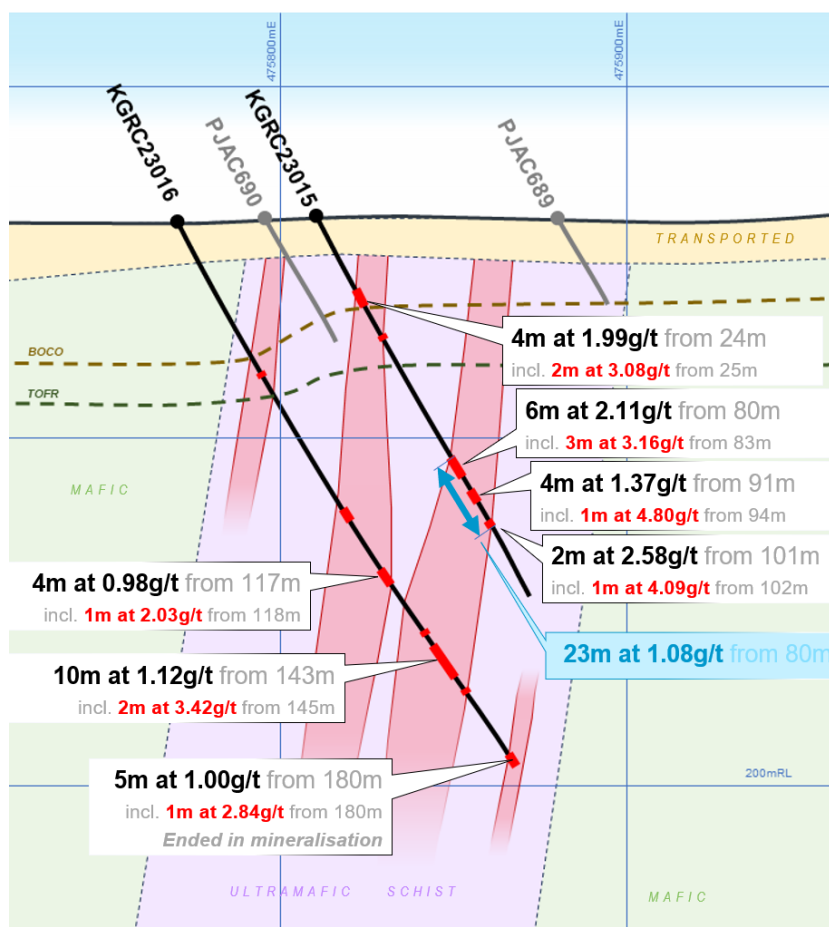 475800mE
475900mE
KGRC23016
PJAC690
KGRC23015
PJAC689
TRANSPORTED
4m at 1.99g/t from 24m
incl. 2m at 3.08g/t from 25m
BOCO
TOFR
6m at 2.11g/t from 80m
incl. 3m at 3.16g/t from 83m
MAFIC
4m at 1.37g/t from 91m
incl. 1m at 4.80g/t from 94m
2m at 2.58g/t from 101m
incl. 1m at 4.09g/t from 102m
4m at 0.98g/t from 117m
incl. 1m at 2.03g/t from 118m
23m at 1.08g/t from 80m
10m at 1.12g/t from 143m
incl. 2m at 3.42g/t from 145m
5m at 1.00g/t from 180m
incl. 1m at 2.84g/t from 180m
Ended in mineralisation
200mRL
ULTRAMAFIC SCHIST
MAFIC